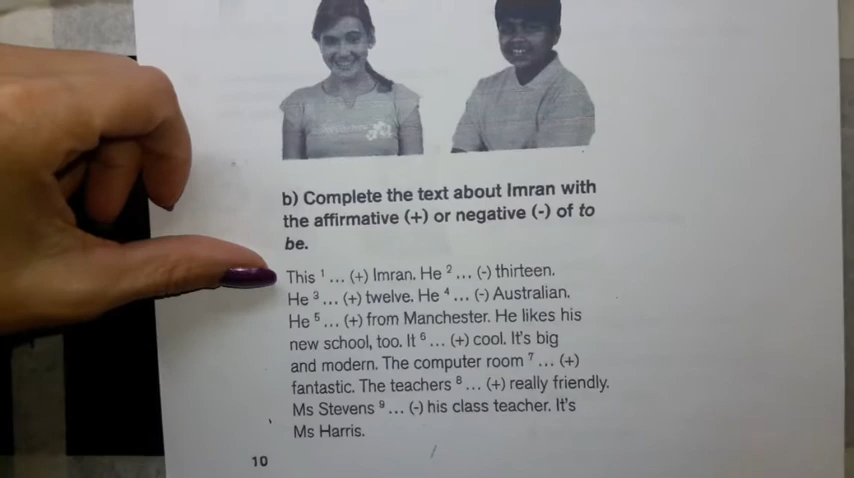 b) Complete the text about Imran with
the affirmative (+) or negative (-) of to
be.
This ¹ ... (+) Imran. He ² ... (-) thirteen.
He ³ ... (+) twelve. He ⁴ ... (-) Australian.
He ⁵ ... (+) from Manchester. He likes his
new school, too. It ⁶ ... (+) cool. It's big
and modern. The computer room ⁷ ... (+)
fantastic. The teachers ⁸ ... (+) really friendly.
Ms Stevens ⁹ ... (-) his class teacher. It's
Ms Harris.
10